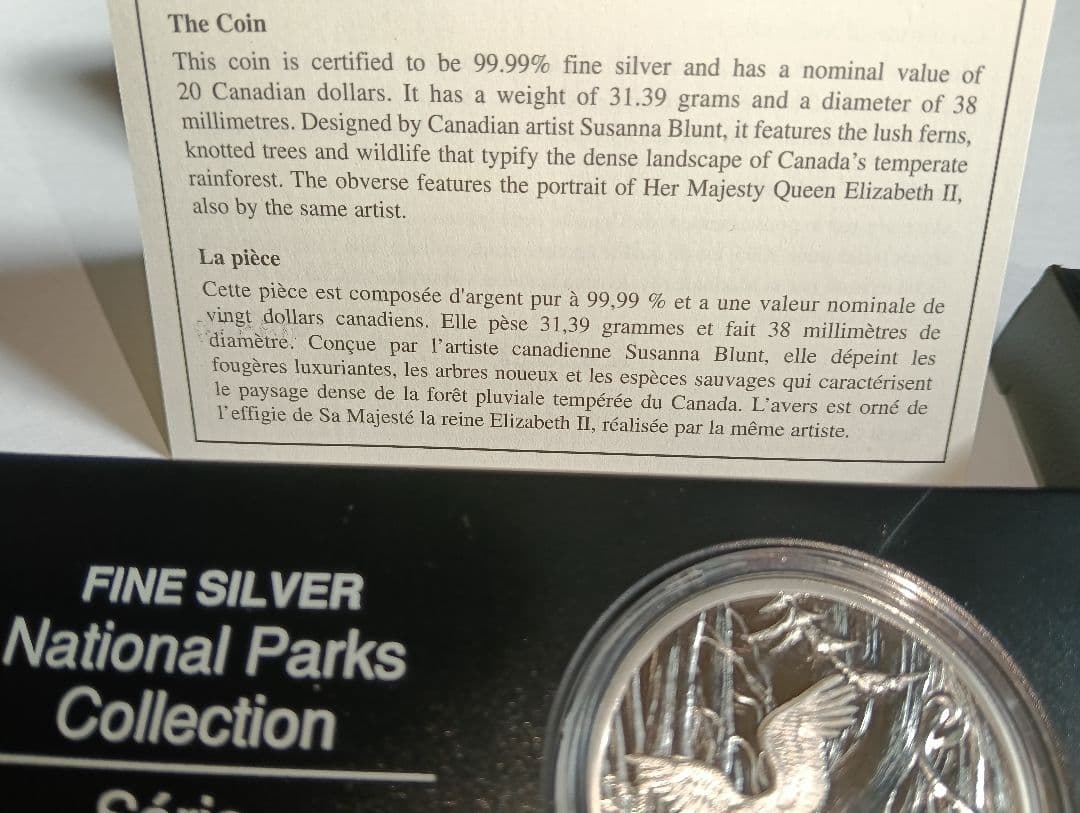 The Coin
This coin is certified to be 99.99% fine silver and has a nominal value of
20 Canadian dollars. It has a weight of 31.39 grams and a diameter of 38
millimetres. Designed by Canadian artist Susanna Blunt, it features the lush ferns,
knotted trees and wildlife that typify the dense landscape of Canada's temperate
rainforest. The obverse features the portrait of Her Majesty Queen Elizabeth II,
also by the same artist.
La pièce
Cette pièce est composée d'argent pur à 99,99 % et a une valeur nominale de
vingt dollars canadiens. Elle pèse 31,39 grammes et fait 38 millimètres de
diamètre. Conçue par l'artiste canadienne Susanna Blunt, elle dépeint les
fougères luxuriantes, les arbres noueux et les espèces sauvages qui caractérisent
le paysage dense de la forêt pluviale tempérée du Canada. L'avers est orné de
l'effigie de Sa Majesté la reine Elizabeth II, réalisée par la même artiste.
FINE SILVER
National Parks
Collection